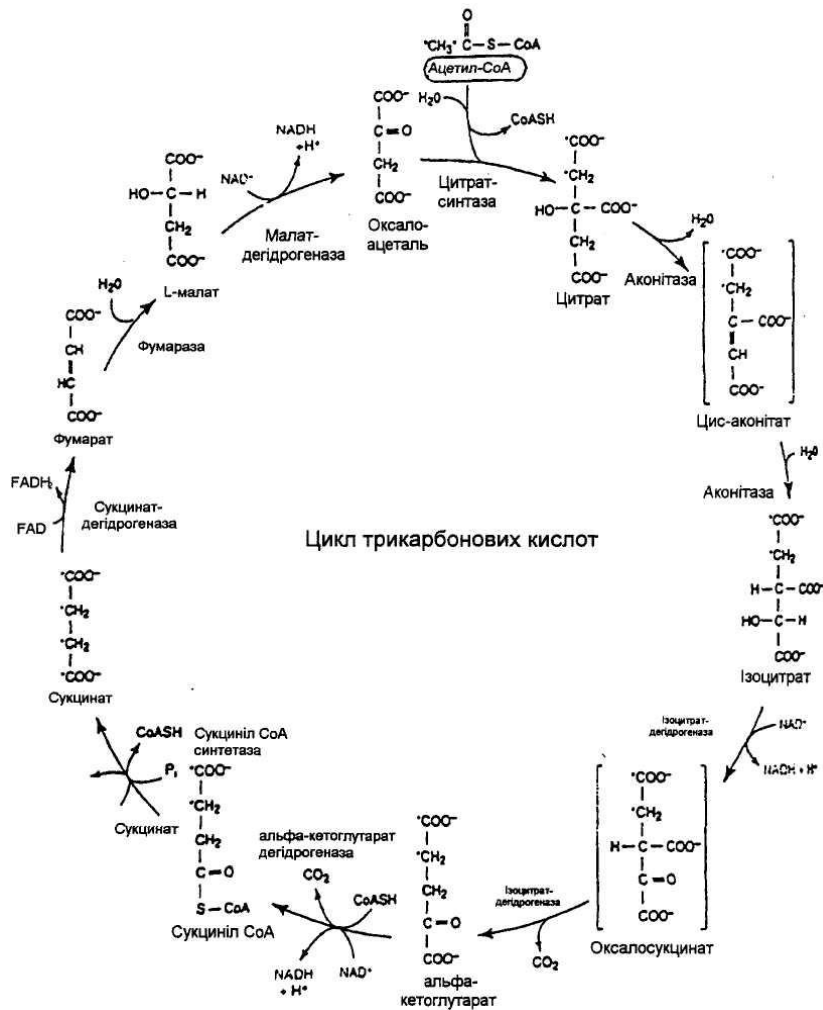 O
*CH₃* C–S–CoA
Ацетил-CoA
H₂O
CoASH
COO⁻
C=O
CH₂
COO⁻
Оксало-
ацеталь
Цитрат-
синтаза
*COO⁻
*CH₂
HO–C–COO⁻
CH₂
COO⁻
Цитрат
H₂O
Аконітаза
*COO⁻
*CH₂
C–COO⁻
CH
COO⁻
Цис-аконітат
H₂O
Аконітаза
*COO⁻
*CH₂
H–C–COO⁻
HO–C–H
COO⁻
Ізоцитрат
Ізоцитрат-
дегідрогеназа
NAD⁺
NADH + H⁺
*COO⁻
*CH₂
H–C–COO⁻
C=O
COO⁻
Оксалосукцинат
Ізоцитрат-
дегідрогеназа
CO₂
*COO⁻
*CH₂
CH₂
C=O
COO⁻
альфа-
кетоглутарат
альфа-кетоглутарат
дегідрогеназа
CO₂
CoASH
NADH
+ H⁺
NAD⁺
Сукциніл СоА
синтетаза
*COO⁻
*CH₂
CH₂
C=O
S–CoA
Сукциніл СоА
CoASH
Pᵢ
Сукцинат
*COO⁻
*CH₂
*CH₂
*COO⁻
Сукцинат
FADH₂
FAD
Сукцинат-
дегідрогеназа
COO⁻
CH
HC
COO⁻
Фумарат
H₂O
Фумараза
COO⁻
HO–C–H
CH₂
COO⁻
L-малат
NAD⁺
NADH
+ H⁺
Малат-
дегідрогеназа
Цикл трикарбонових кислот